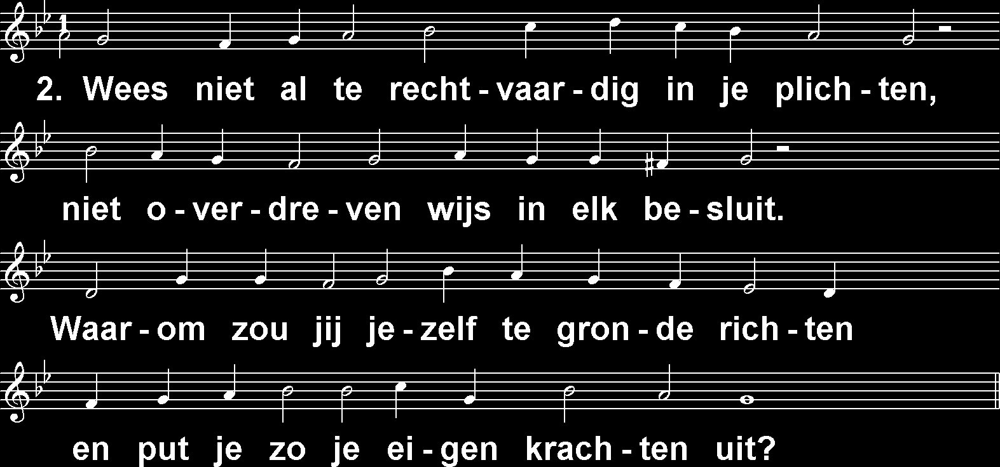 1
2. Wees niet al te recht - vaar - dig in je plich - ten,
niet o - ver - dre - ven wijs in elk be - sluit.
Waar - om zou jij je - zelf te gron - de rich - ten
en put je zo je ei - gen krach - ten uit?